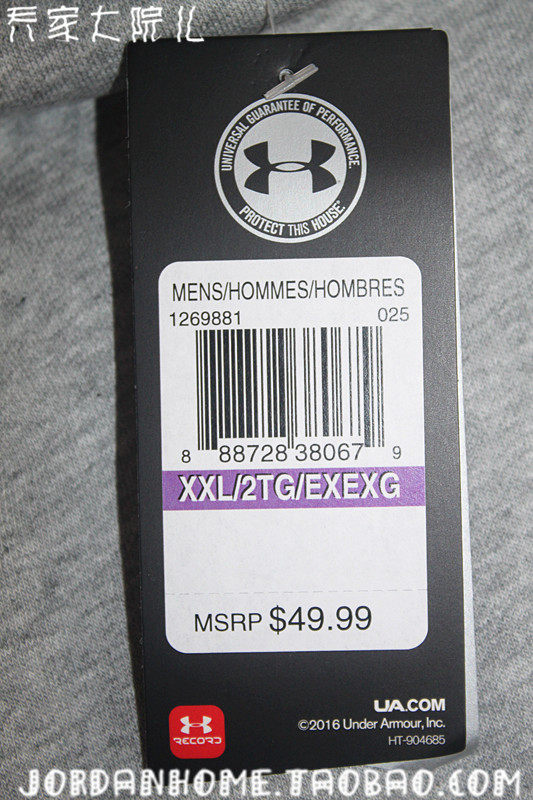 乔家大院儿
UNIVERSAL GUARANTEE OF PERFORMANCE.
PROTECT THIS HOUSE.
MENS/HOMMES/HOMBRES
1269881 025
8 88728 38067 9
XXL/2TG/EXEXG
MSRP $49.99
UA.COM
©2016 Under Armour, Inc.
HT-904685
RECORD
JORDANHOME.TAOBAO.COM